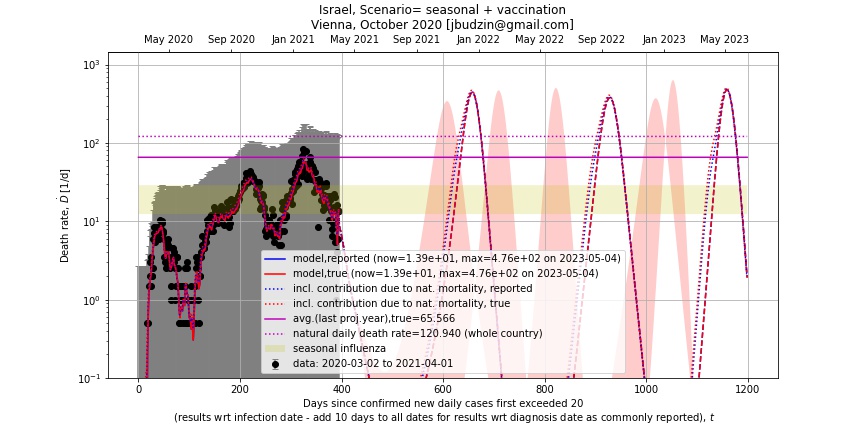 Israel, Scenario= seasonal + vaccination
Vienna, October 2020 [jbudzin@gmail.com]
May 2020 Sep 2020 Jan 2021 May 2021 Sep 2021 Jan 2022 May 2022 Sep 2022 Jan 2023 May 2023
Death rate, D [1/d]
10³
10²
10¹
10⁰
10⁻¹
model,reported (now=1.39e+01, max=4.76e+02 on 2023-05-04)
model,true (now=1.39e+01, max=4.76e+02 on 2023-05-04)
incl. contribution due to nat. mortality, reported
incl. contribution due to nat. mortality, true
avg.(last proj.year),true=65.566
natural daily death rate=120.940 (whole country)
seasonal influenza
data: 2020-03-02 to 2021-04-01
0 200 400 600 800 1000 1200
Days since confirmed new daily cases first exceeded 20
(results wrt infection date - add 10 days to all dates for results wrt diagnosis date as commonly reported), t